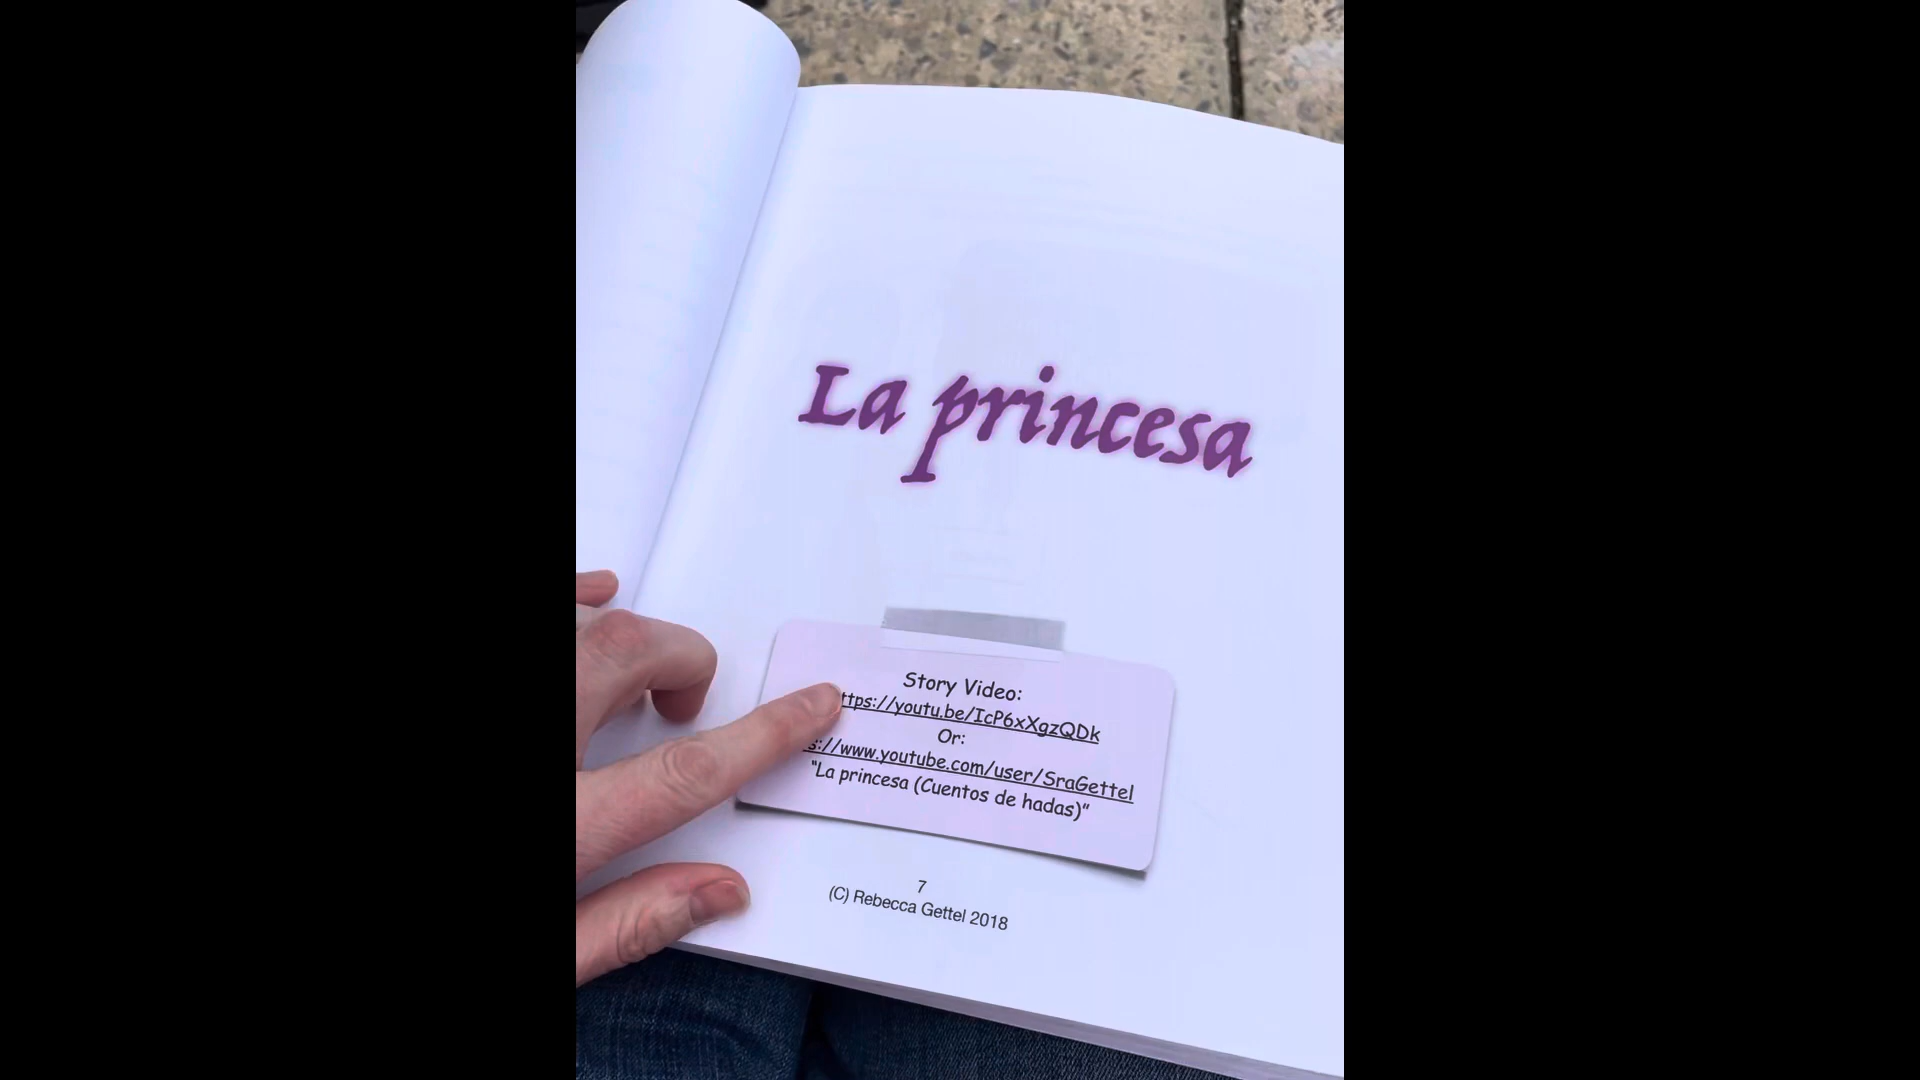 La princesa
Story Video:
ttps://youtu.be/IcP6xXgzQDk
Or:
s://www.youtube.com/user/SraGettel
"La princesa (Cuentos de hadas)"
7
(C) Rebecca Gettel 2018